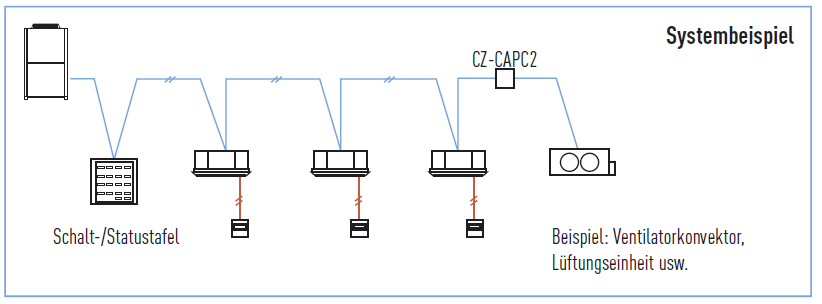 Systembeispiel
CZ-CAPC2
Schalt-/Statustafel
Beispiel: Ventilatorkonvektor,
Lüftungseinheit usw.